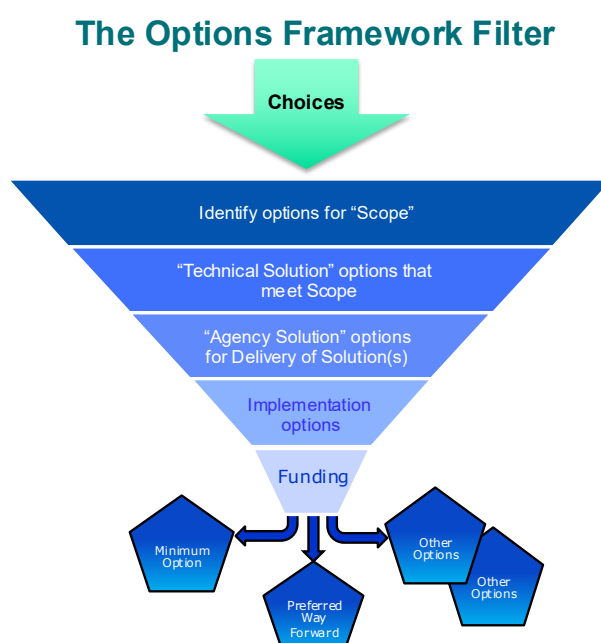 The Options Framework Filter
Choices
Identify options for “Scope”
“Technical Solution” options that
meet Scope
“Agency Solution” options
for Delivery of Solution(s)
Implementation
options
Funding
Minimum
Option
Preferred
Way
Forward
Other
Options
Other
Options